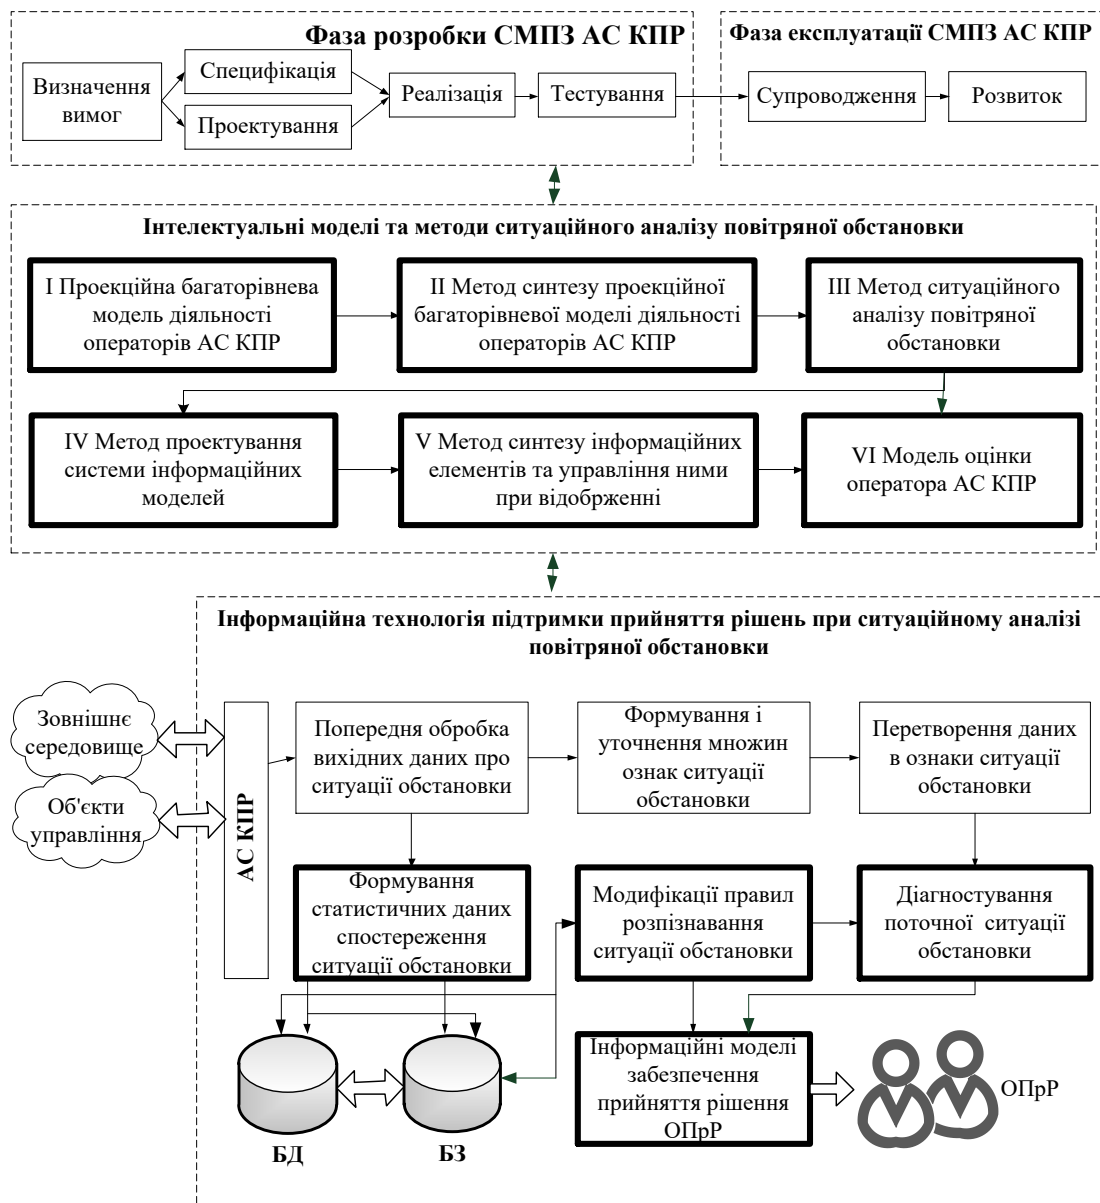 Фаза розробки СМПЗ АС КПР
Визначення
вимог
Специфікація
Проектування
Реалізація
Тестування
Фаза експлуатації СМПЗ АС КПР
Супроводження
Розвиток
Інтелектуальні моделі та методи ситуаційного аналізу повітряної обстановки
І Проекційна багаторівнева
модель діяльності
операторів АС КПР
ІІ Метод синтезу проекційної
багаторівневої моделі діяльності
операторів АС КПР
ІІІ Метод ситуаційного
аналізу повітряної
обстановки
IV Метод проектування
системи інформаційних
моделей
V Метод синтезу інформаційних
елементів та управління ними
при відобрженні
VI Модель оцінки
оператора АС КПР
Інформаційна технологія підтримки прийняття рішень при ситуаційному аналізі
повітряної обстановки
Зовнішнє
середовище
Об'єкти
управління
АС КПР
Попередня обробка
вихідних даних про
ситуації обстановки
Формування і
уточнення множин
ознак ситуації
обстановки
Перетворення даних
в ознаки ситуації
обстановки
Формування
статистичних даних
спостереження
ситуації обстановки
Модифікації правил
розпізнавання
ситуації обстановки
Діагностування
поточної ситуації
обстановки
БД
БЗ
Інформаційні моделі
забезпечення
прийняття рішення
ОПрР
ОПрР